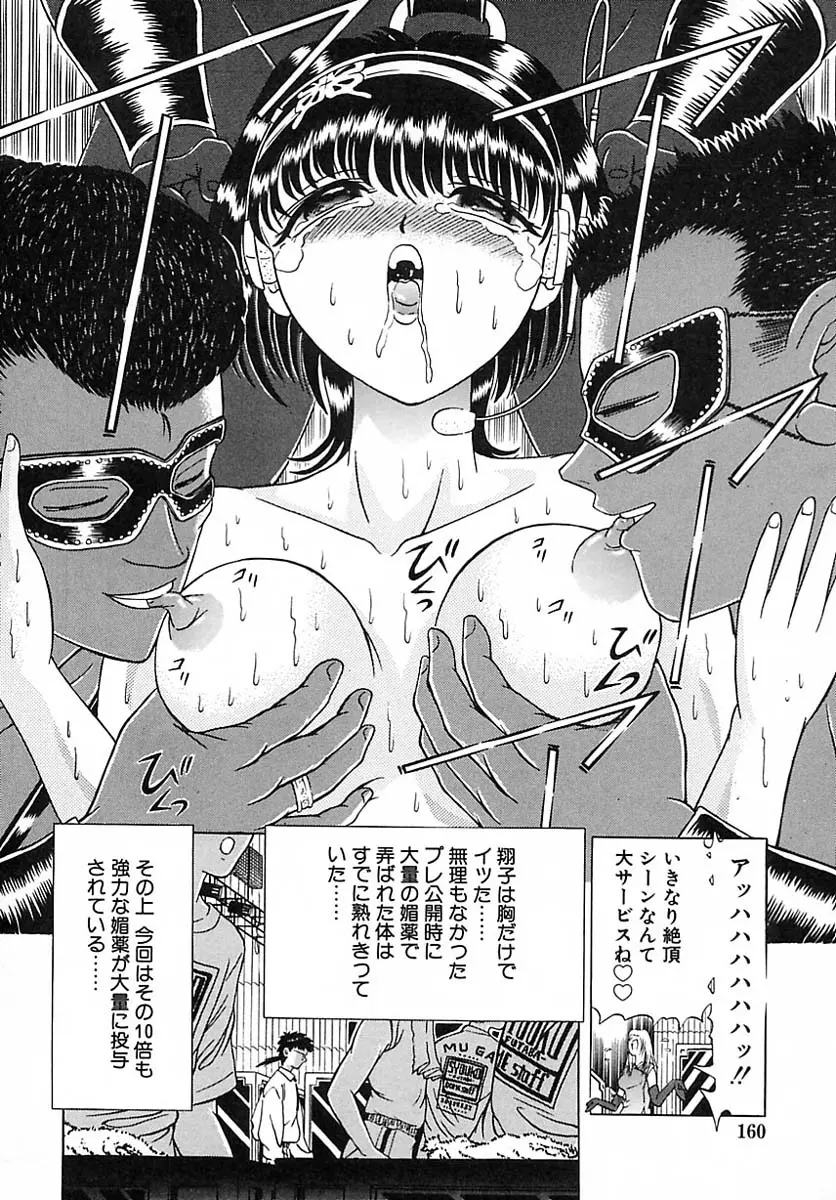 びくっ
びくっ
びくっ
アッハハハハハハハッ!!
いきなり絶頂
シーンなんて
大サービスね♡♡
翔子は胸だけで
イッた……
無理もなかった
プレ公開時に
大量の媚薬で
弄ばれた体は
すでに熟れきって
いた……
その上 今回はその10倍も
強力な媚薬が大量に投与
されている……
MU GA
FUTABA
stuff
160